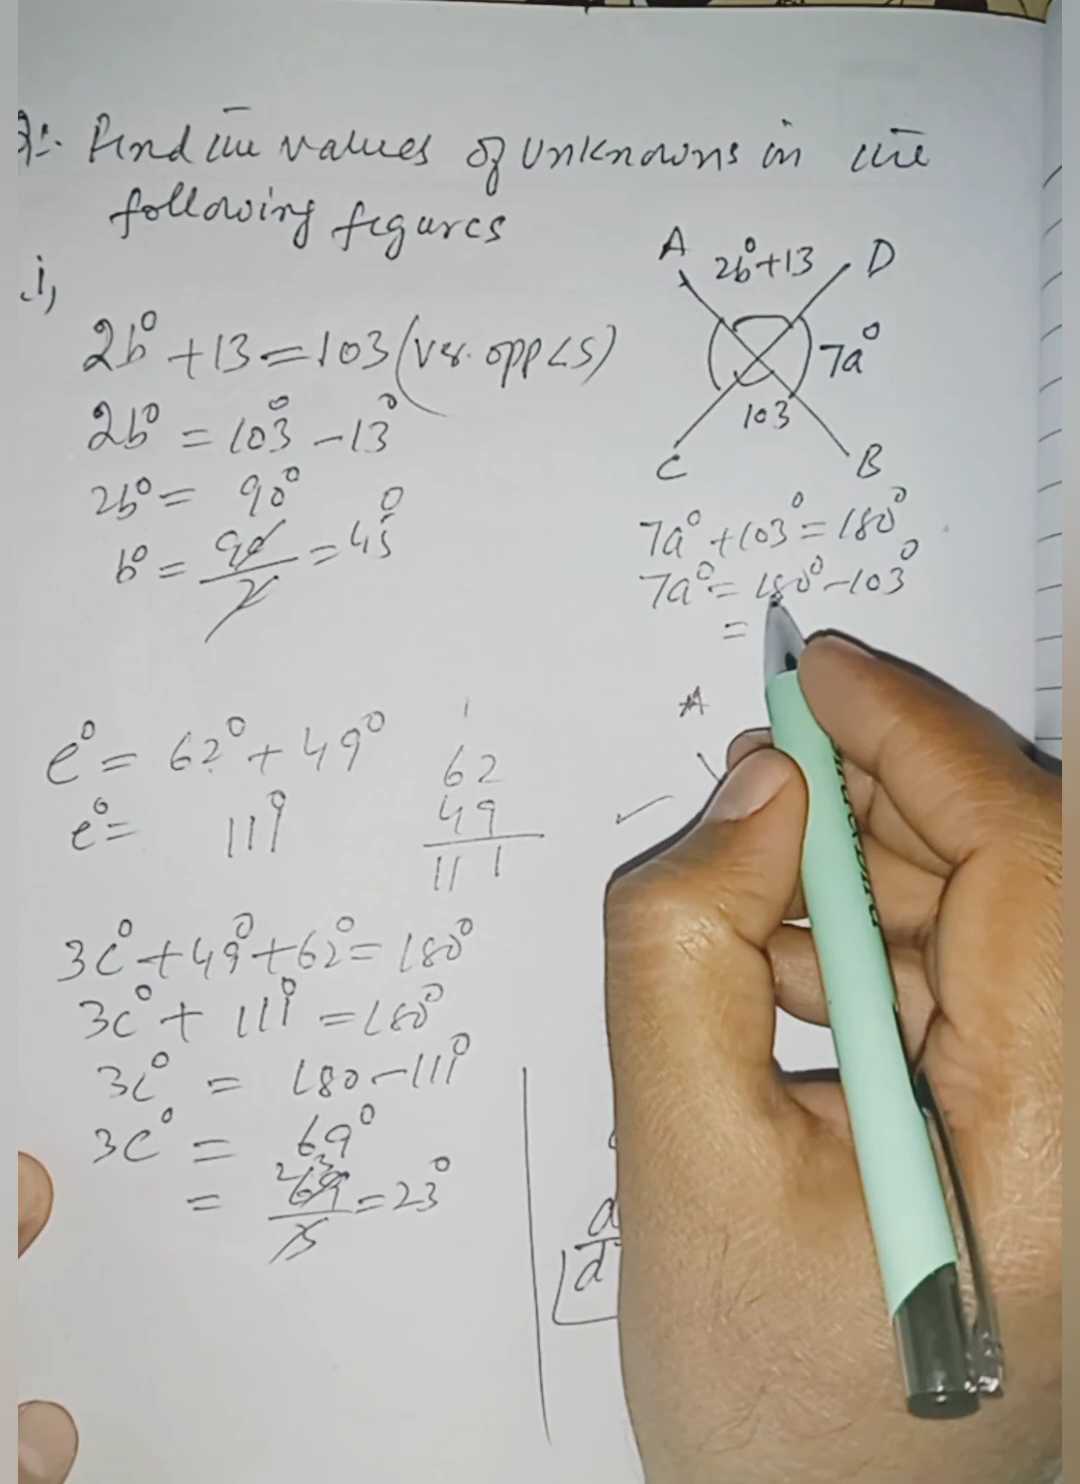 Q:- Find the values of unknowns in the
following figures
i,
2b° + 13 = 103 (ver. opp <s)
2b° = 103° - 13°
2b° = 90°
b° = 90/2 = 45°
A 2b°+13 D
7a°
103
C B
7a° + 103° = 180°
7a° = 180° - 103°
=
A
e° = 62° + 49°
e° = 111°
1
62
49
111
3c° + 49° + 62° = 180°
3c° + 111° = 180°
3c° = 180 - 111°
3c° = 69°
= 69/3 = 23°